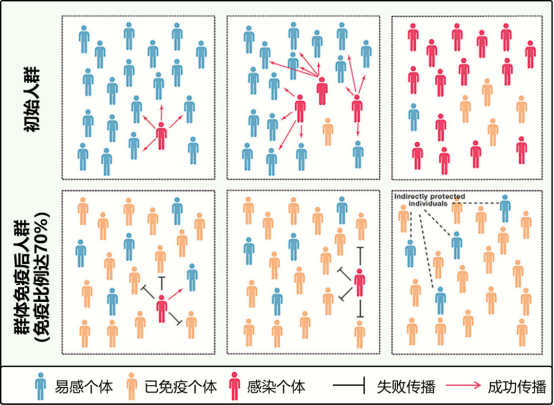 初始人群
群体免疫后人群
(免疫比例达70%)
Indirectly protected
individuals
易感个体 已免疫个体 感染个体 失败传播 成功传播